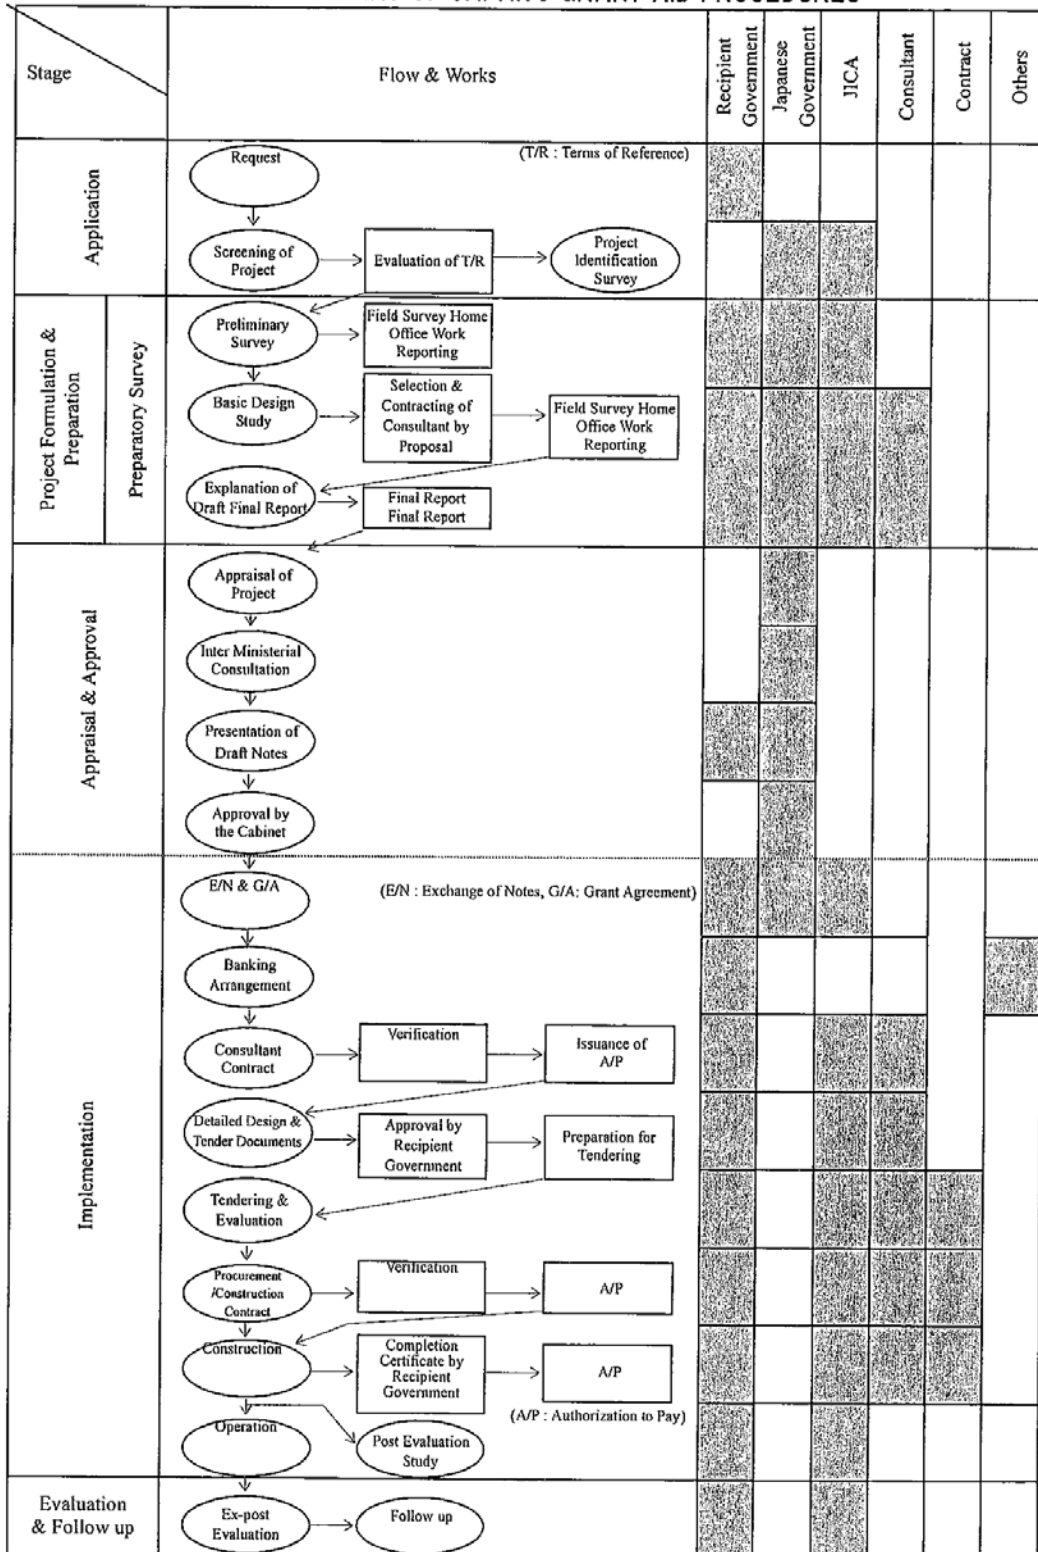 GRANT AID PROCEDURES
Stage
Flow & Works
Recipient
Government
Japanese
Government
JICA
Consultant
Contract
Others
Application
Request
(T/R : Terms of Reference)
Screening of
Project
Evaluation of T/R
Project
Identification
Survey
Project Formulation &
Preparation
Preparatory Survey
Preliminary
Survey
Field Survey Home
Office Work
Reporting
Basic Design
Study
Selection &
Contracting of
Consultant by
Proposal
Field Survey Home
Office Work
Reporting
Explanation of
Draft Final Report
Final Report
Final Report
Appraisal & Approval
Appraisal of
Project
Inter Ministerial
Consultation
Presentation of
Draft Notes
Approval by
the Cabinet
Implementation
E/N & G/A
(E/N : Exchange of Notes, G/A: Grant Agreement)
Banking
Arrangement
Consultant
Contract
Verification
Issuance of
A/P
Detailed Design &
Tender Documents
Approval by
Recipient
Government
Preparation for
Tendering
Tendering &
Evaluation
Procurement
/Construction
Contract
Verification
A/P
Construction
Completion
Certificate by
Recipient
Government
A/P
(A/P : Authorization to Pay)
Operation
Post Evaluation
Study
Evaluation
& Follow up
Ex-post
Evaluation
Follow up